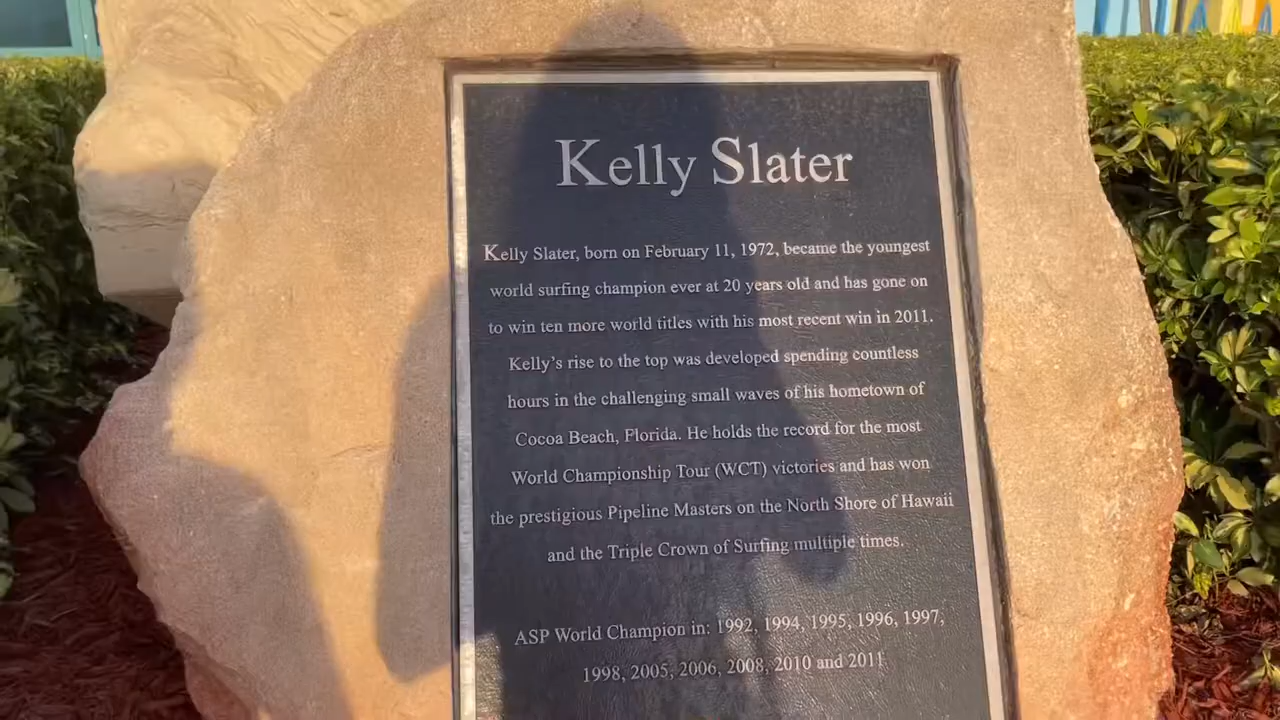 Kelly Slater
Kelly Slater, born on February 11, 1972, became the youngest
world surfing champion ever at 20 years old and has gone on
to win ten more world titles with his most recent win in 2011.
Kelly's rise to the top was developed spending countless
hours in the challenging small waves of his hometown of
Cocoa Beach, Florida. He holds the record for the most
World Championship Tour (WCT) victories and has won
the prestigious Pipeline Masters on the North Shore of Hawaii
and the Triple Crown of Surfing multiple times.
ASP World Champion in: 1992, 1994, 1995, 1996, 1997,
1998, 2005, 2006, 2008, 2010 and 2011